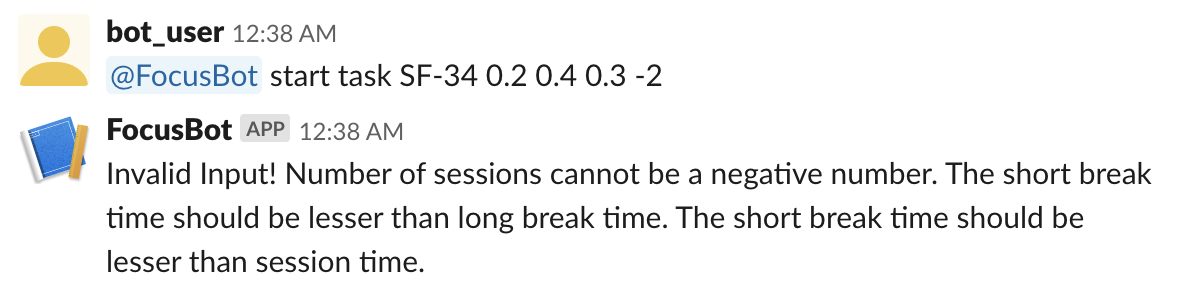 bot_user 12:38 AM
@FocusBot start task SF-34 0.2 0.4 0.3 -2
FocusBot APP 12:38 AM
Invalid Input! Number of sessions cannot be a negative number. The short break
time should be lesser than long break time. The short break time should be
lesser than session time.